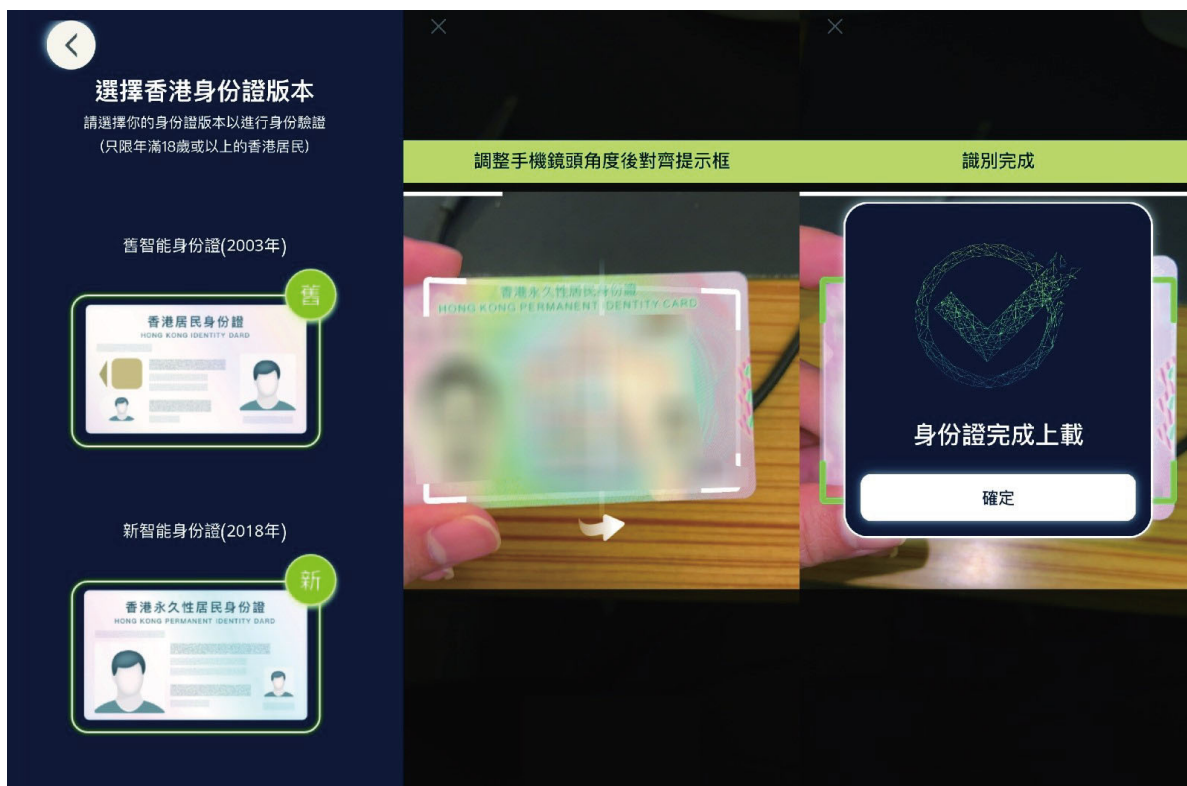 選擇香港身份證版本
請選擇你的身份證版本以進行身份驗證
(只限年滿18歲或以上的香港居民)
舊智能身份證(2003年)
舊
香港居民身份證
HONG KONG IDENTITY DARD
新智能身份證(2018年)
新
香港永久性居民身份證
HONG KONG PERMANENT IDENTITY DARD
調整手機鏡頭角度後對齊提示框
香港永久性居民身份證
HONG KONG PERMANENT IDENTITY CARD
識別完成
身份證完成上載
確定